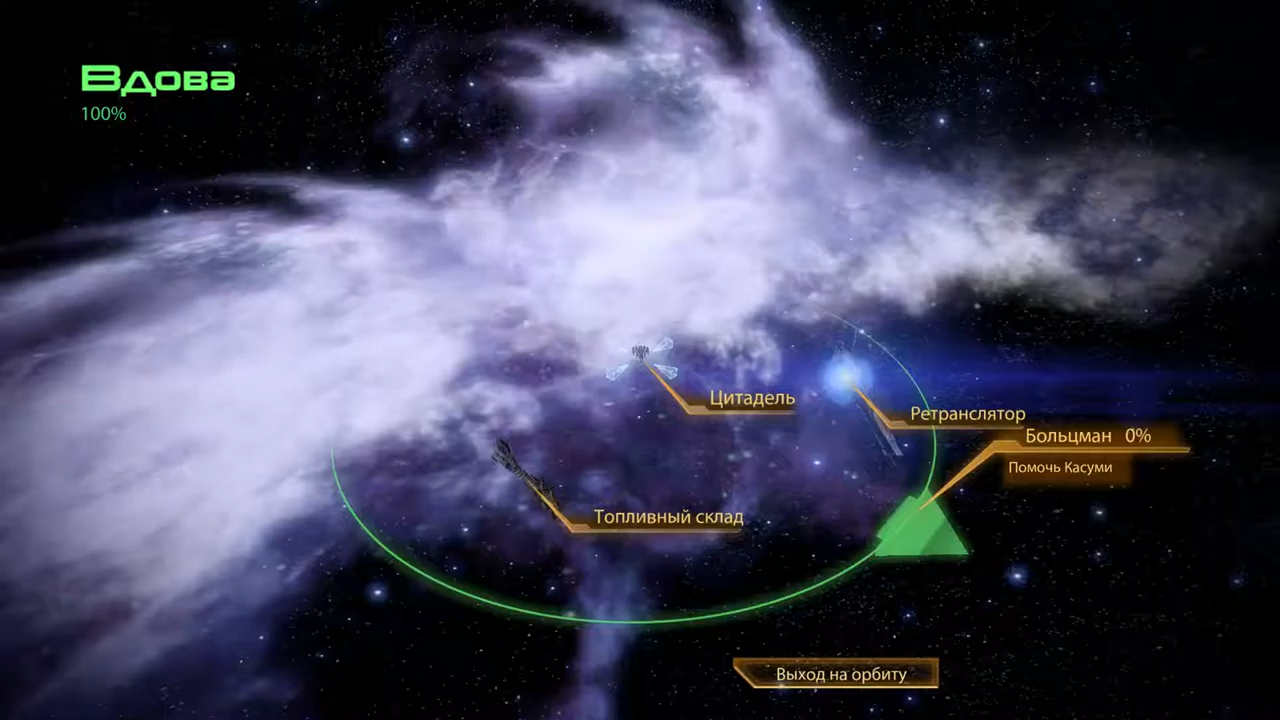 Вдова
100%
Цитадель
Ретранслятор
Больцман 0%
Помочь Касуми
Топливный склад
Выход на орбиту